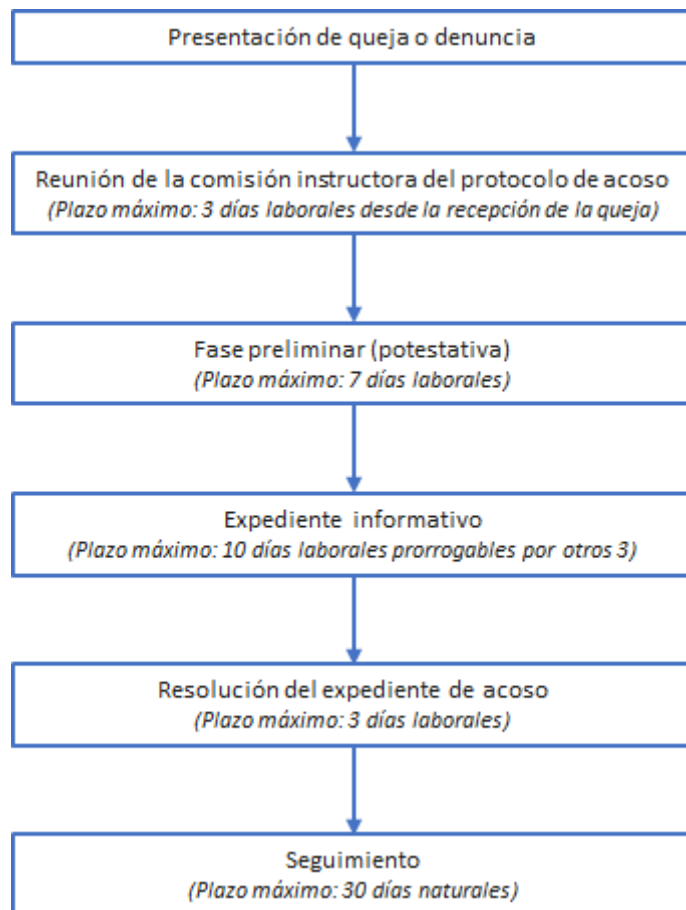 Presentación de queja o denuncia
Reunión de la comisión instructora del protocolo de acoso
(Plazo máximo: 3 días laborales desde la recepción de la queja)
Fase preliminar (potestativa)
(Plazo máximo: 7 días laborales)
Expediente informativo
(Plazo máximo: 10 días laborales prorrogables por otros 3)
Resolución del expediente de acoso
(Plazo máximo: 3 días laborales)
Seguimiento
(Plazo máximo: 30 días naturales)